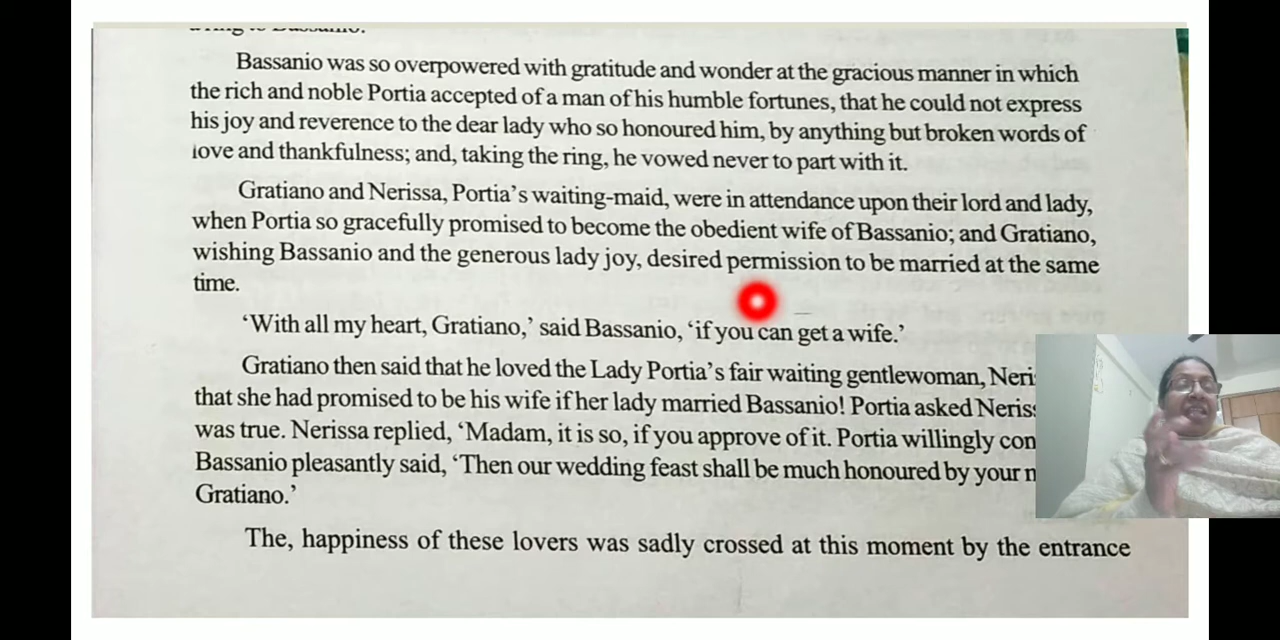 Bassanio was so overpowered with gratitude and wonder at the gracious manner in which
the rich and noble Portia accepted of a man of his humble fortunes, that he could not express
his joy and reverence to the dear lady who so honoured him, by anything but broken words of
love and thankfulness; and, taking the ring, he vowed never to part with it.
Gratiano and Nerissa, Portia's waiting-maid, were in attendance upon their lord and lady,
when Portia so gracefully promised to become the obedient wife of Bassanio; and Gratiano,
wishing Bassanio and the generous lady joy, desired permission to be married at the same
time.
‘With all my heart, Gratiano,’ said Bassanio, ‘if you can get a wife.’
Gratiano then said that he loved the Lady Portia's fair waiting gentlewoman, Neri
that she had promised to be his wife if her lady married Bassanio! Portia asked Neris
was true. Nerissa replied, ‘Madam, it is so, if you approve of it. Portia willingly con
Bassanio pleasantly said, ‘Then our wedding feast shall be much honoured by your
Gratiano.’
The, happiness of these lovers was sadly crossed at this moment by the entrance